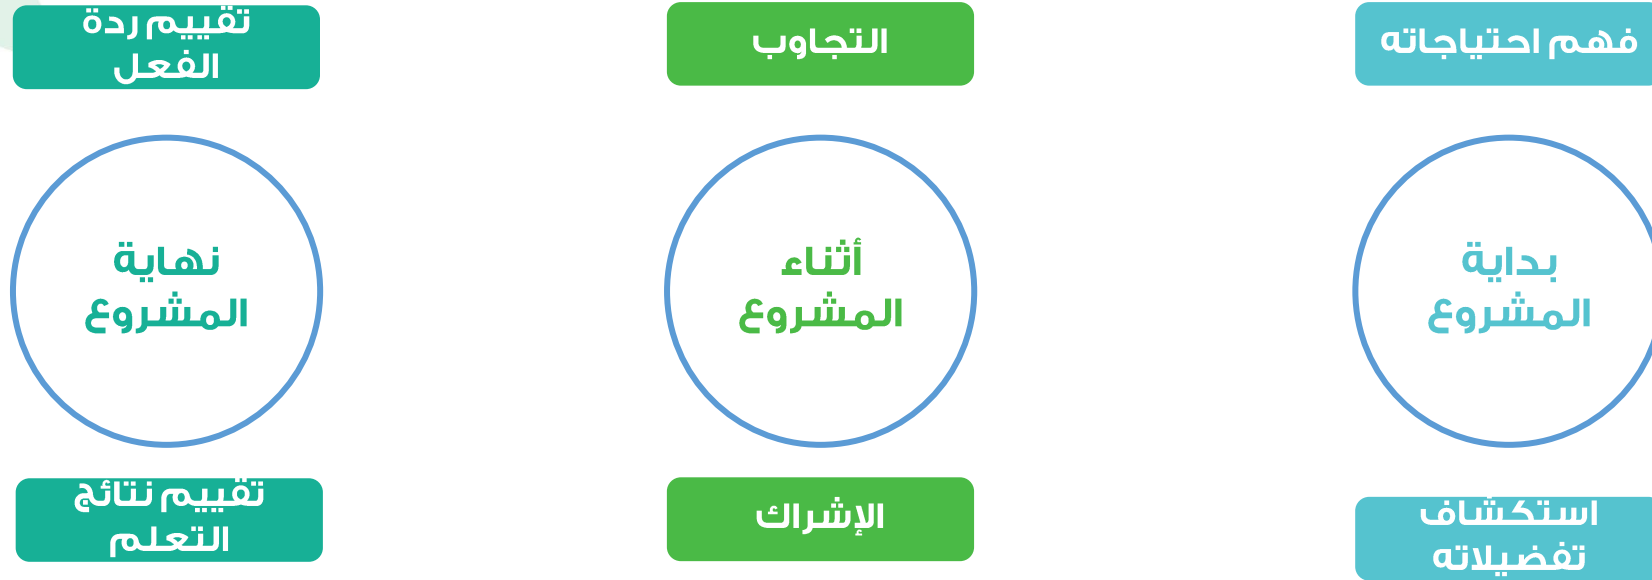 فهم احتياجاته
التجاوب
تقييم ردة
الفعل
بداية
المشروع
أثناء
المشروع
نهاية
المشروع
استكشاف
تفضيلاته
الإشراك
تقييم نتائج
التعلم